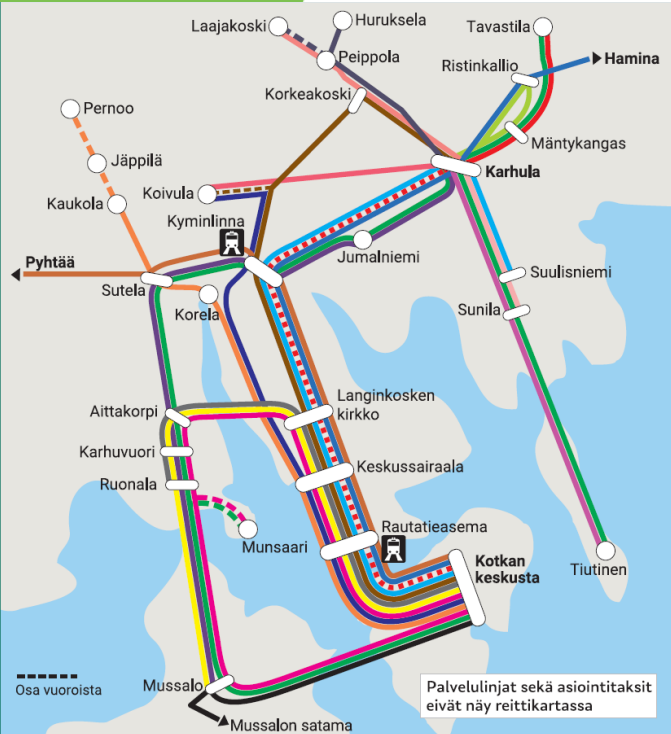 Laajakoski
Huruksela
Tavastila
Peippola
Ristinkallio
Hamina
Korkeakoski
Pernoo
Mäntykangas
Jäppilä
Karhula
Koivula
Kaukola
Kyminlinna
Jumalniemi
Pyhtää
Suulisniemi
Sutela
Korela
Sunila
Langinkosken
kirkko
Aittakorpi
Karhuvuori
Keskussairaala
Ruonala
Rautatieasema
Munsaari
Kotkan
keskusta
Tiutinen
Osa vuoroista
Mussalo
Mussalon satama
Palvelulinjat sekä asiointitaksit
eivät näy reittikartassa